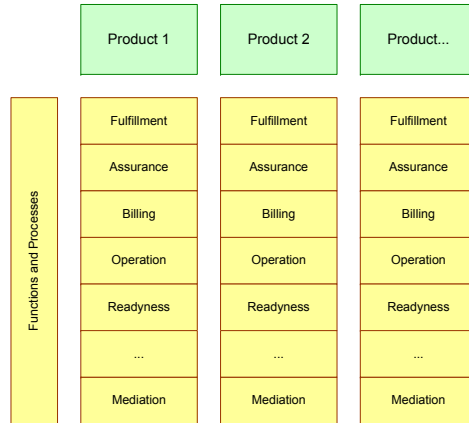 Product 1 Product 2 Product...
Functions and Processes
Fulfillment Fulfillment Fulfillment
Assurance Assurance Assurance
Billing Billing Billing
Operation Operation Operation
Readyness Readyness Readyness
... ... ...
Mediation Mediation Mediation